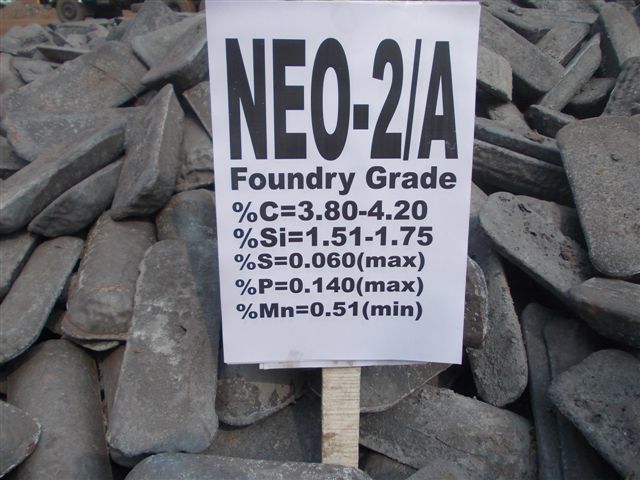 NEO-2/A
Foundry Grade
%C=3.80-4.20
%Si=1.51-1.75
%S=0.060(max)
%P=0.140(max)
%Mn=0.51(min)